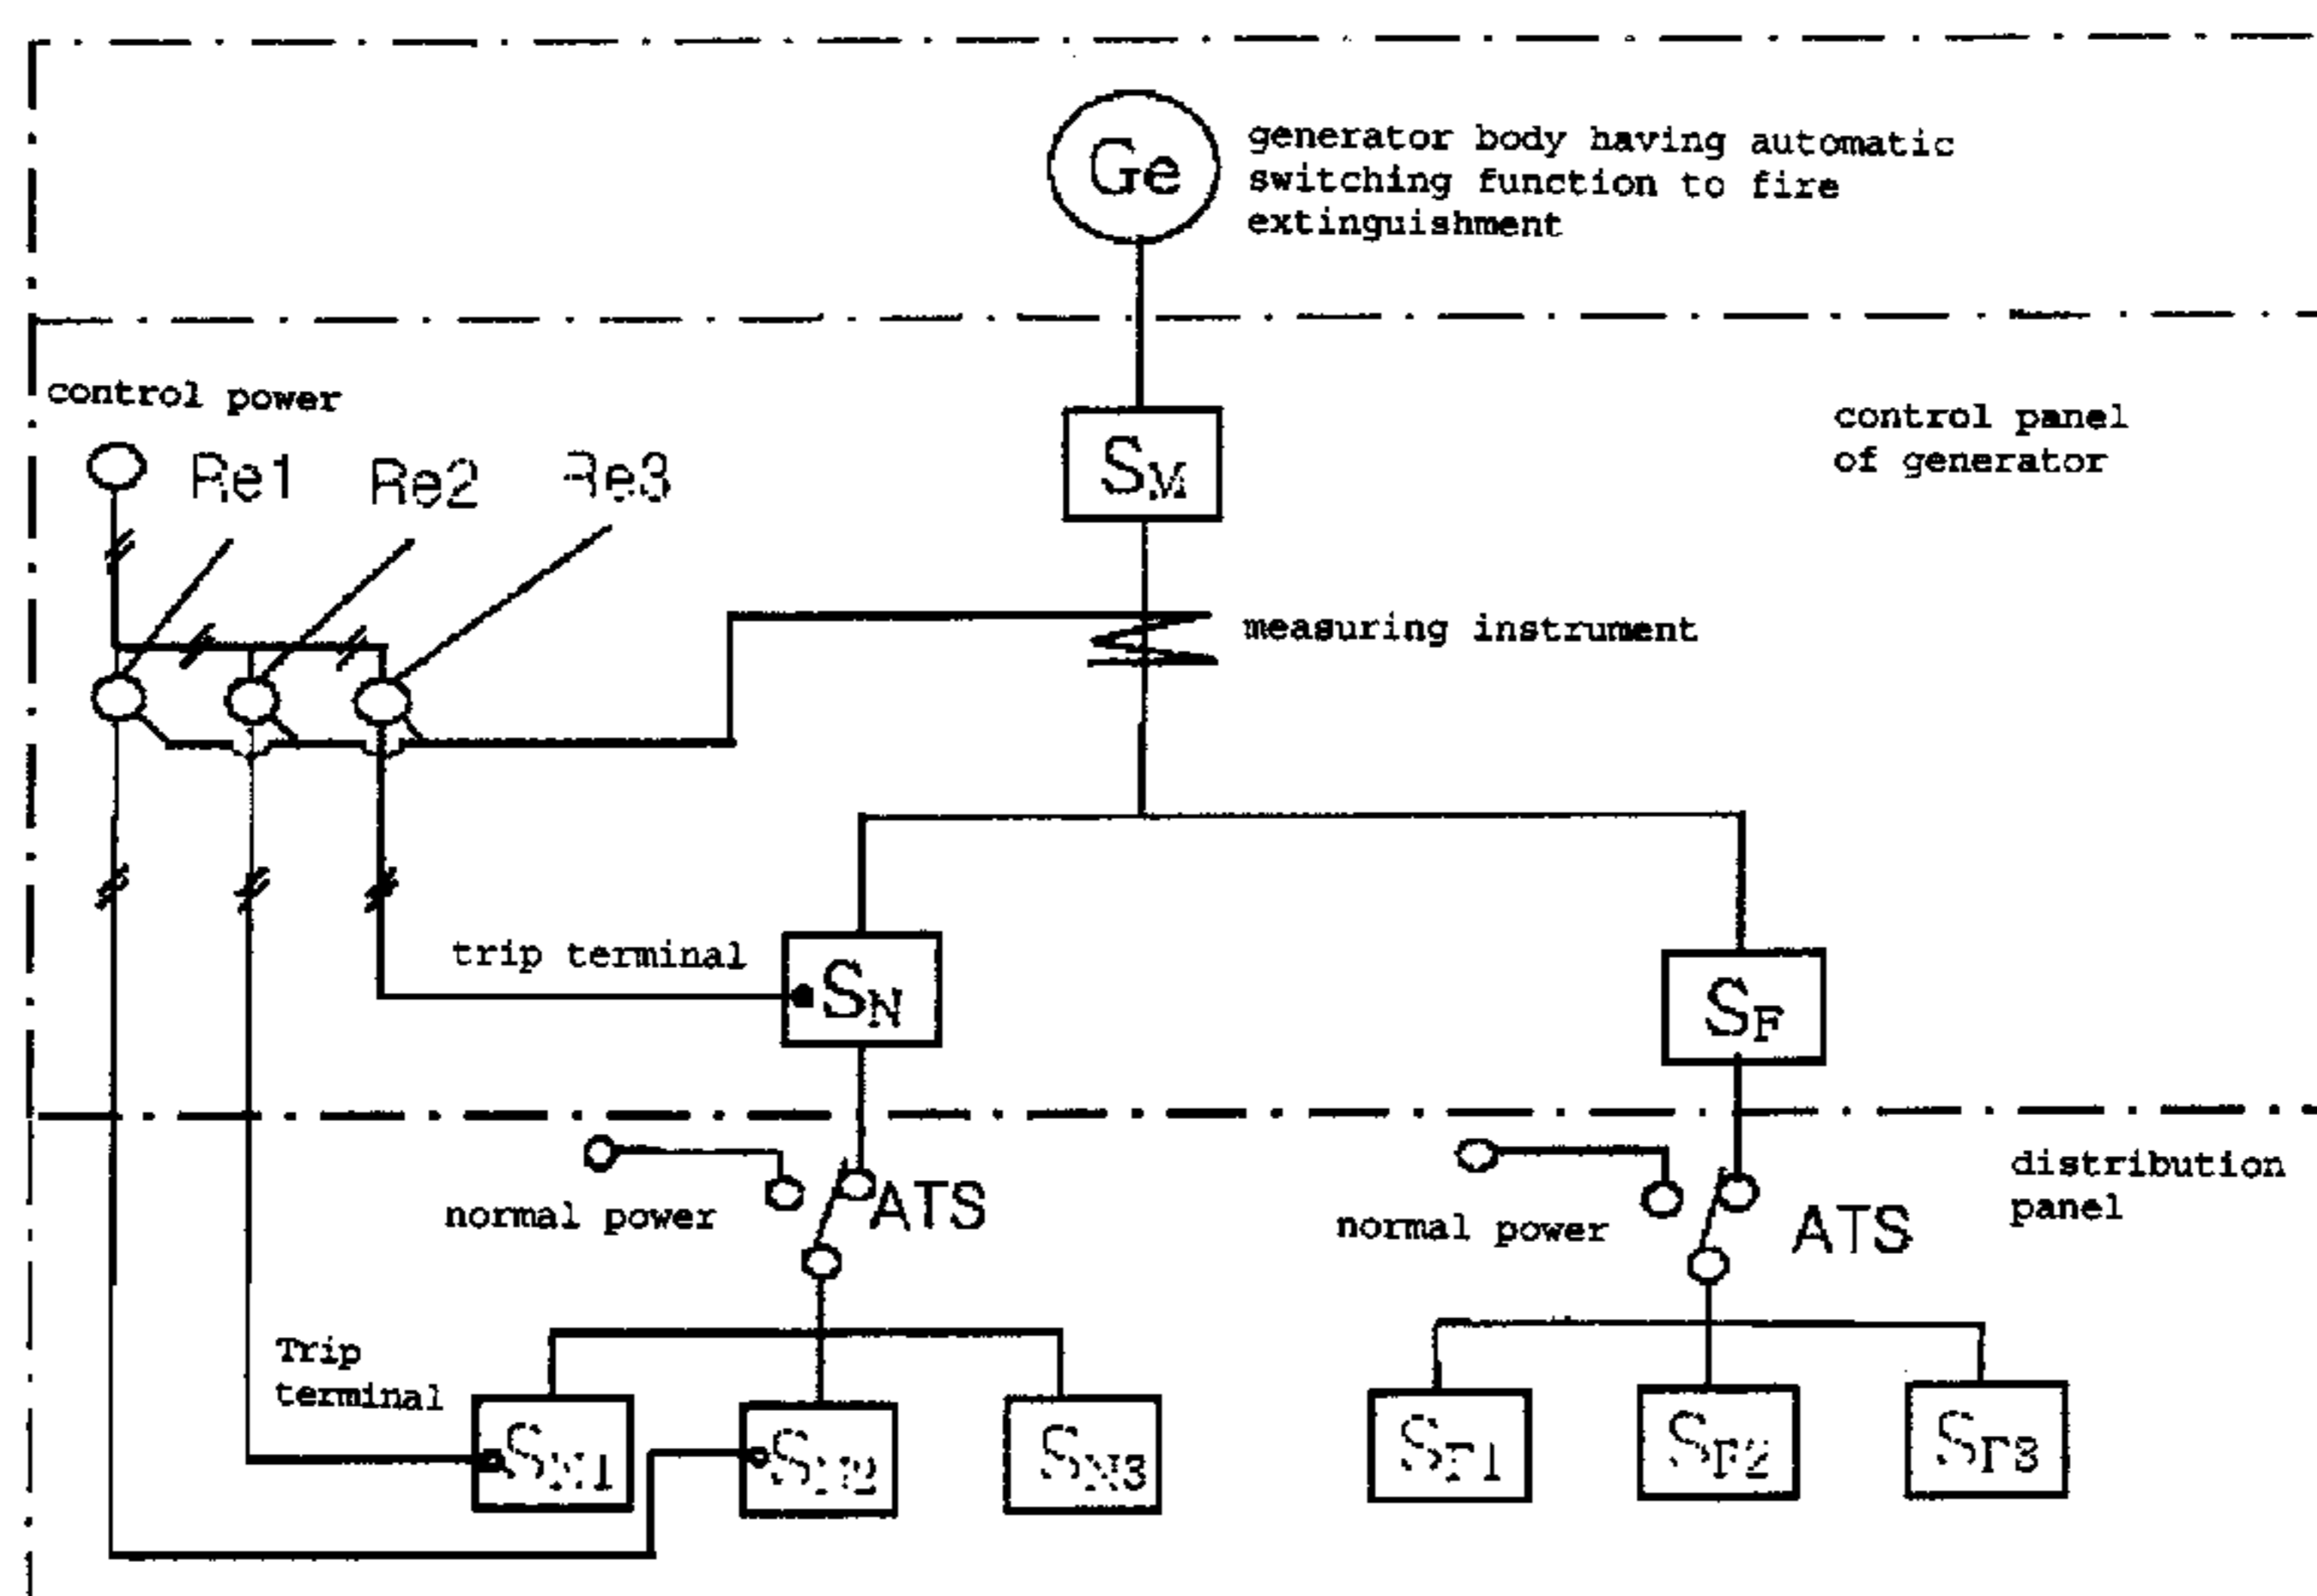 Ge
generator body having automatic
switching function to fire
extinguishment
control power
Re1
Re2
Re3
SM
control panel
of generator
measuring instrument
trip terminal
SN
SF
normal power
ATS
normal power
ATS
distribution
panel
Trip
terminal
SN1
SN2
SN3
SF1
SF2
SF3